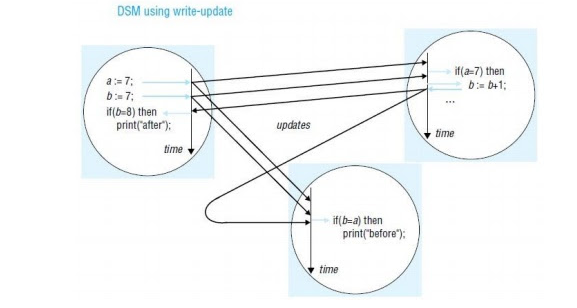 DSM using write-update
a := 7;
b := 7;
if(b=8) then
print("after");
time
updates
if(a=7) then
b := b+1;
...
time
if(b=a) then
print("before");
time